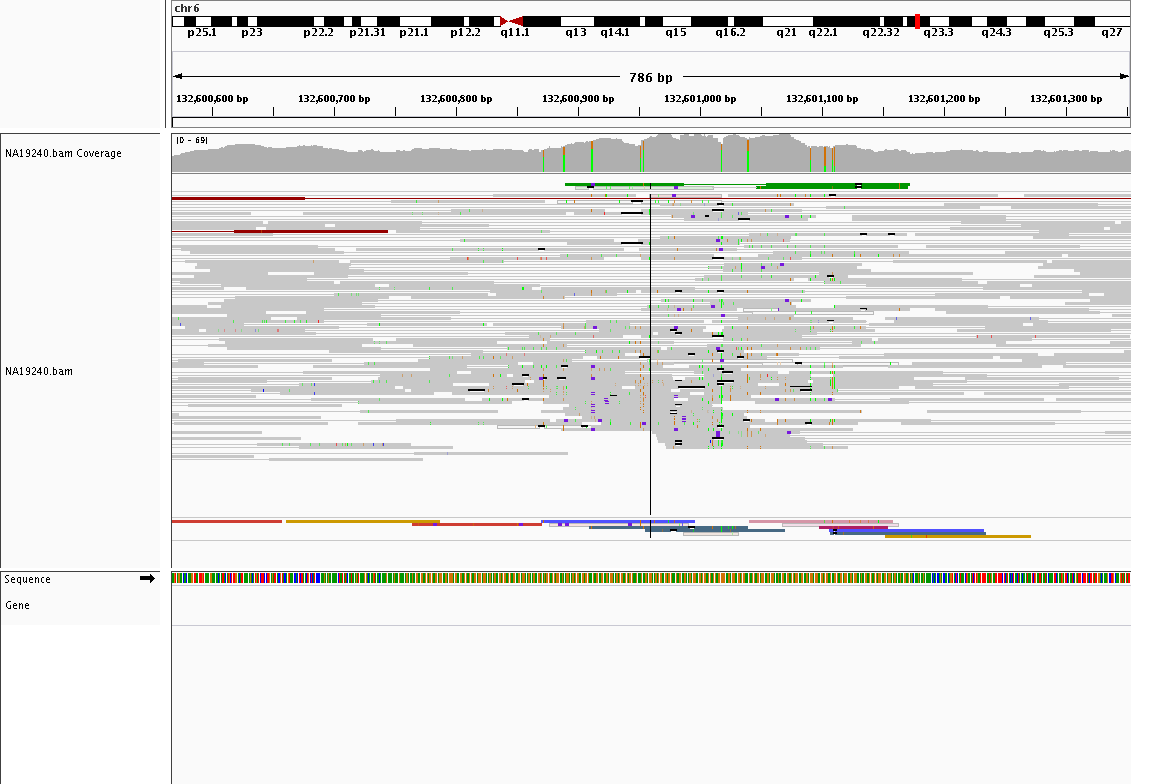 chr6
p25.1 p23 p22.2 p21.31 p21.1 p12.2 q11.1 q13 q14.1 q15 q16.2 q21 q22.1 q22.32 q23.3 q24.3 q25.3 q27
786 bp
132,600,600 bp 132,600,700 bp 132,600,800 bp 132,600,900 bp 132,601,000 bp 132,601,100 bp 132,601,200 bp 132,601,300 bp
[0 - 69]
NA19240.bam Coverage
NA19240.bam
Sequence
Gene